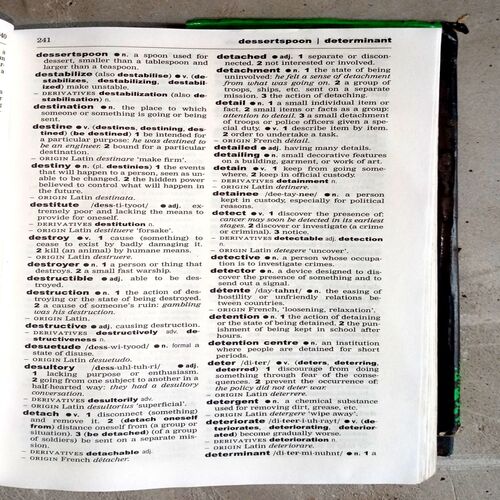 241 dessertspoon | determinant
dessertspoon ● n. a spoon used for
dessert, smaller than a tablespoon and
larger than a teaspoon.
destabilize (also destabilise) ● v. (de-
stabilizes, destabilizing, destabil-
ized) make unstable.
– DERIVATIVES destabilization (also de-
stabilisation) n.
destination ● n. the place to which
someone or something is going or being
sent.
destine ● v. (destines, destining, des-
tined) (be destined) 1 be intended for
a particular purpose: he was destined to
be an engineer. 2 bound for a particular
destination.
– ORIGIN Latin destinare 'make firm'.
destiny ● n. (pl. destinies) 1 the events
that will happen to a person, seen as un-
able to be changed. 2 the hidden power
believed to control what will happen in
the future.
– ORIGIN Latin destinata.
destitute /dess-ti-tyoot/ ● adj. ex-
tremely poor and lacking the means to
provide for oneself.
– DERIVATIVES destitution n.
– ORIGIN Latin destituere 'forsake'.
destroy ● v. 1 cause (something) to
cease to exist by badly damaging it.
2 kill (an animal) by humane means.
– ORIGIN Latin destruere.
destroyer ● n. 1 a person or thing that
destroys. 2 a small fast warship.
destructible ● adj. able to be des-
troyed.
destruction ● n. 1 the action of des-
troying or the state of being destroyed.
2 a cause of someone's ruin: gambling
was his destruction.
– ORIGIN Latin.
destructive ● adj. causing destruction.
– DERIVATIVES destructively adv. de-
structiveness n.
desuetude /dess-wi-tyood/ ● n. formal a
state of disuse.
– ORIGIN Latin desuetudo.
desultory /dess-uhl-tuh-ri/ ● adj.
1 lacking purpose or enthusiasm.
2 going from one subject to another in a
half-hearted way: they had a desultory
conversation.
– DERIVATIVES desultorily adv.
– ORIGIN Latin desultorius 'superficial'.
detach ● v. 1 disconnect (something)
and remove it. 2 (detach oneself
from) distance oneself from (a group or
situation). 3 (be detached) (of a group
of soldiers) be sent on a separate mis-
sion.
– DERIVATIVES detachable adj.
– ORIGIN French détacher.
detached ● adj. 1 separate or discon-
nected. 2 not interested or involved.
detachment ● n. 1 the state of being
uninvolved: he felt a sense of detachment
from what was going on. 2 a group of
troops, ships, etc. sent on a separate
mission. 3 the action of detaching.
detail ● n. 1 a small individual item or
fact. 2 small items or facts as a group:
attention to detail. 3 a small detachment
of troops or police officers given a spe-
cial duty. ● v. 1 describe item by item.
2 order to undertake a task.
– ORIGIN French détail.
detailed ● adj. having many details.
detailing ● n. small decorative features
on a building, garment, or work of art.
detain ● v. 1 keep from going some-
where. 2 keep in official custody.
– DERIVATIVES detainment n.
– ORIGIN Latin detinere.
detainee /dee-tay-nee/ ● n. a person
kept in custody, especially for political
reasons.
detect ● v. 1 discover the presence of:
cancer may soon be detected in its earliest
stages. 2 discover or investigate (a crime
or criminal). 3 notice.
– DERIVATIVES detectable adj. detection
n.
– ORIGIN Latin detegere 'uncover'.
detective ● n. a person whose occupa-
tion is to investigate crimes.
detector ● n. a device designed to dis-
cover the presence of something and to
send out a signal.
détente /day-tahnt/ ● n. the easing of
hostility or unfriendly relations be-
tween countries.
– ORIGIN French, 'loosening, relaxation'.
detention ● n. 1 the action of detaining
or the state of being detained. 2 the pun-
ishment of being kept in school after
hours.
detention centre ● n. an institution
where people are detained for short
periods.
deter /di-ter/ ● v. (deters, deterring,
deterred) 1 discourage from doing
something through fear of the conse-
quences. 2 prevent the occurrence of:
the policy did not deter war.
– ORIGIN Latin deterrere.
detergent ● n. a chemical substance
used for removing dirt, grease, etc.
– ORIGIN Latin detergere 'wipe away'.
deteriorate /di-teer-i-uh-rayt/ ● v. (de-
teriorates, deteriorating, deterior-
ated) become gradually worse.
– DERIVATIVES deterioration n.
– ORIGIN Latin deteriorare.
determinant /di-ter-mi-nuhnt/ ● n. 1 a